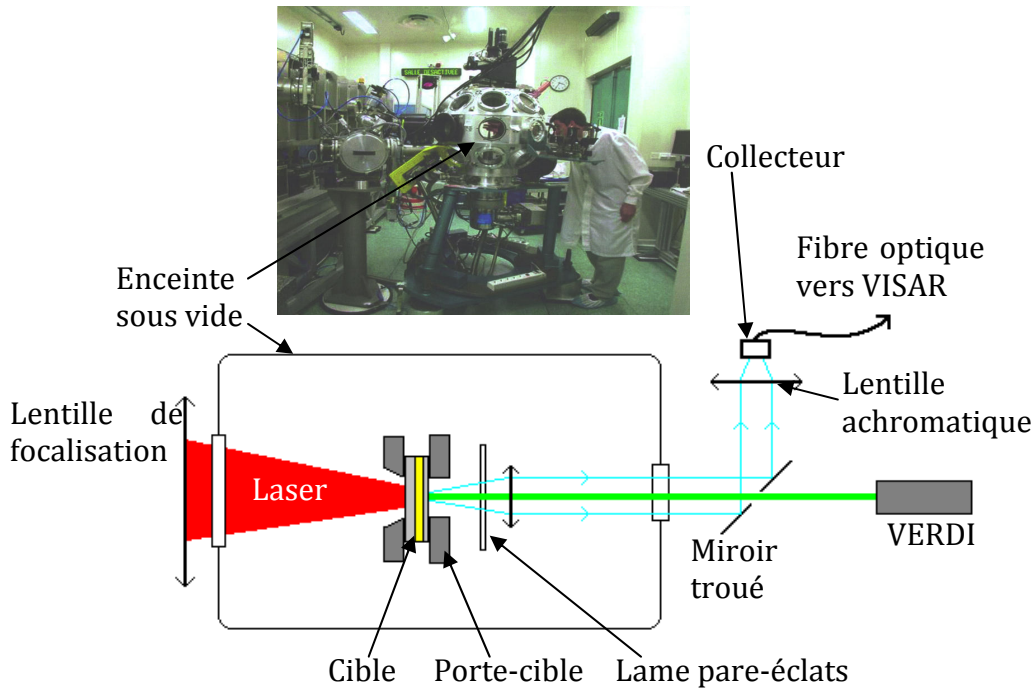 SALLE DESACTIVEE
Collecteur
Fibre optique
vers VISAR
Enceinte
sous vide
Lentille de
focalisation
Lentille
achromatique
Laser
VERDI
Miroir
troué
Cible
Porte-cible
Lame pare-éclats